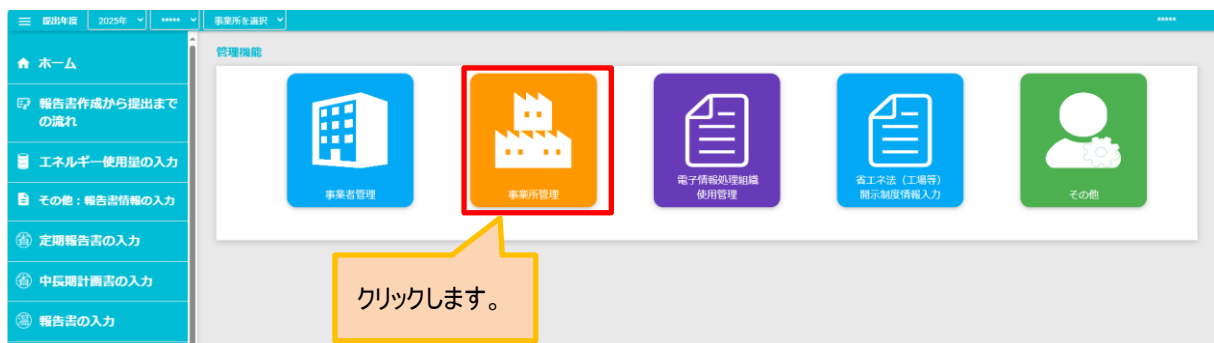 提出年度 2025年 ***** 事業所を選択 *****
管理機能
ホーム
報告書作成から提出まで
の流れ
エネルギー使用量の入力
その他：報告書情報の入力
定期報告書の入力
中長期計画書の入力
報告書の入力
事業者管理
事業所管理
電子情報処理組織
使用管理
省エネ法（工場等）
開示制度情報入力
その他
クリックします。